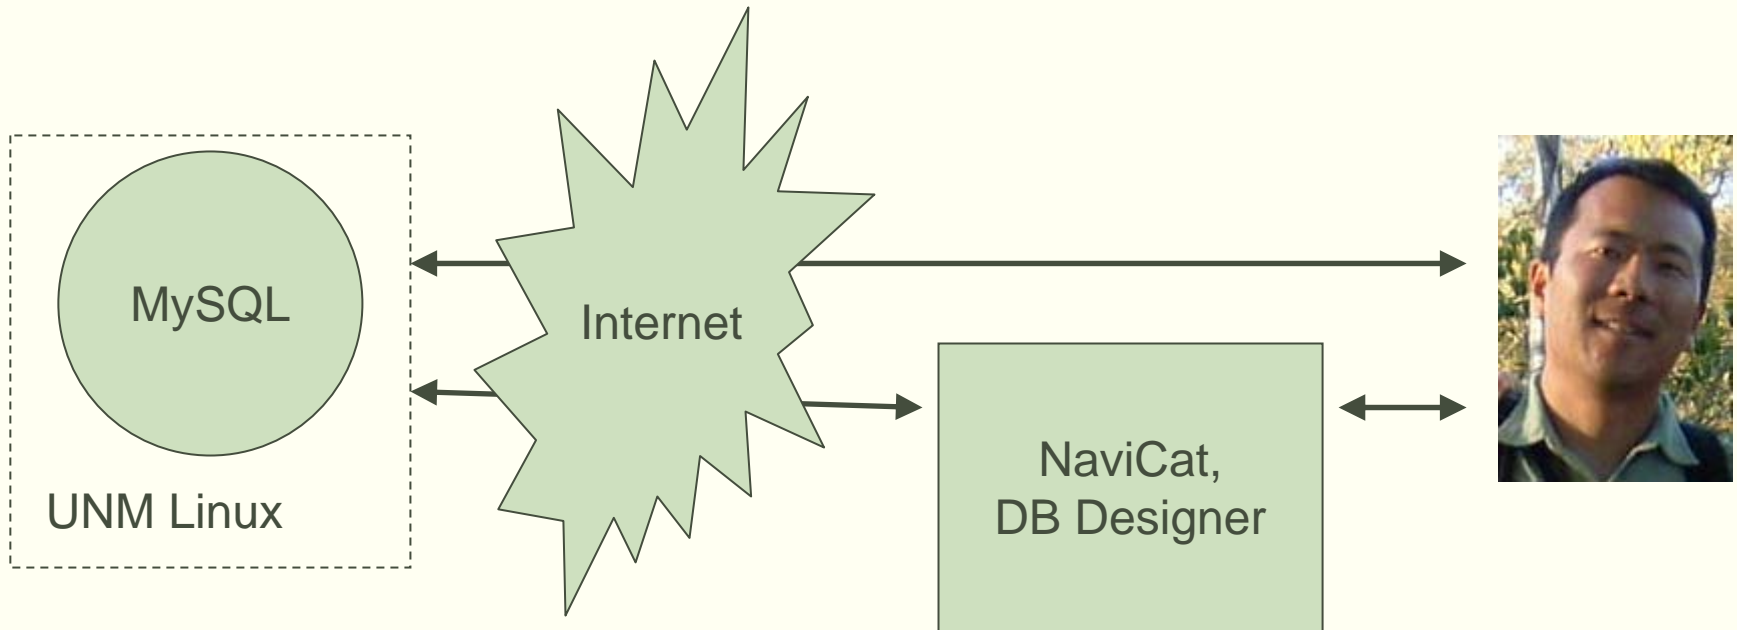 MySQL
UNM Linux
Internet
NaviCat,
DB Designer